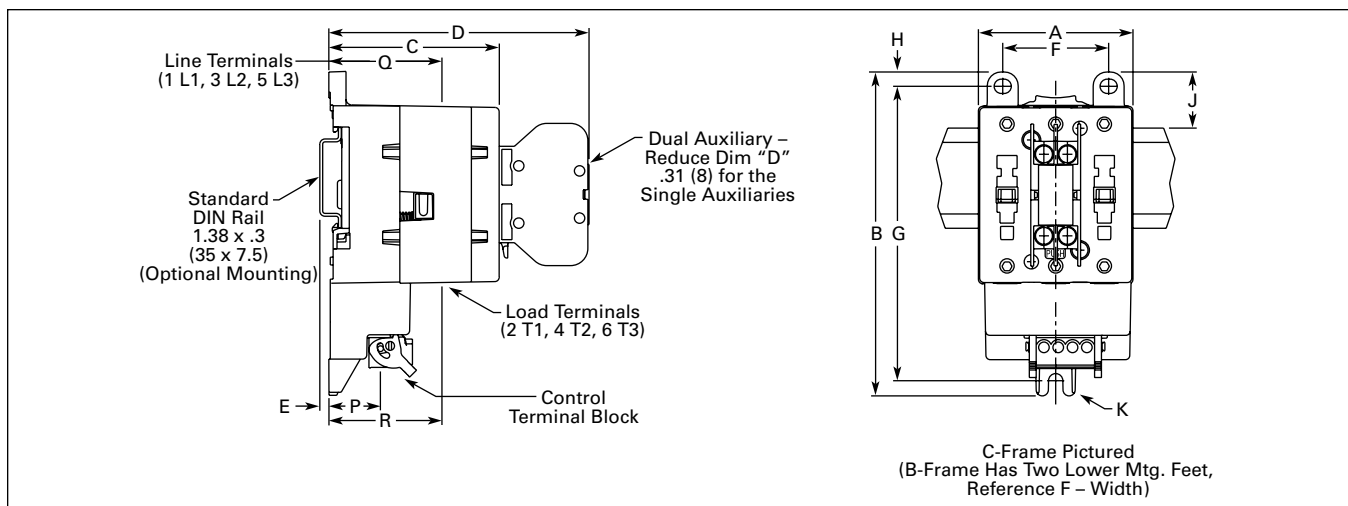 D
C
Q
Line Terminals
(1 L1, 3 L2, 5 L3)
Dual Auxiliary –
Reduce Dim “D”
.31 (8) for the
Single Auxiliaries
Standard
DIN Rail
1.38 x .3
(35 x 7.5)
(Optional Mounting)
Load Terminals
(2 T1, 4 T2, 6 T3)
Control
Terminal Block
E
P
R
H
A
F
J
B
G
K
C-Frame Pictured
(B-Frame Has Two Lower Mtg. Feet,
Reference F – Width)